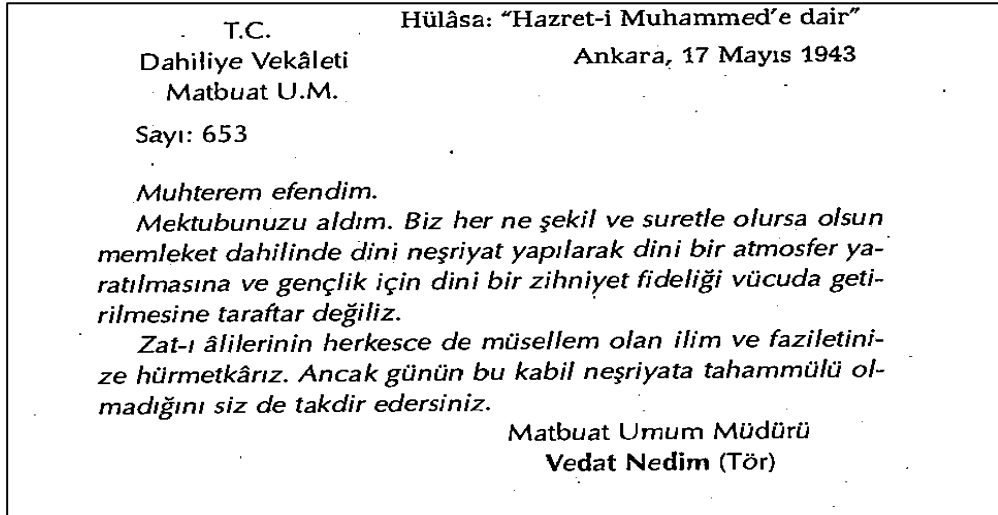 T.C.
Dahiliye Vekâleti
Matbuat U.M.
Hülâsa: “Hazret-i Muhammed’e dair”
Ankara, 17 Mayıs 1943
Sayı: 653
Muhterem efendim.
Mektubunuzu aldım. Biz her ne şekil ve suretle olursa olsun
memleket dahilinde dini neşriyat yapılarak dini bir atmosfer ya-
ratılmasına ve gençlik için dini bir zihniyet fideliği vücuda geti-
rilmesine taraftar değiliz.
Zat-ı âlilerinin herkesce de müsellem olan ilim ve faziletini-
ze hürmetkârız. Ancak günün bu kabil neşriyata tahammülü ol-
madığını siz de takdir edersiniz.
Matbuat Umum Müdürü
Vedat Nedim (Tör)